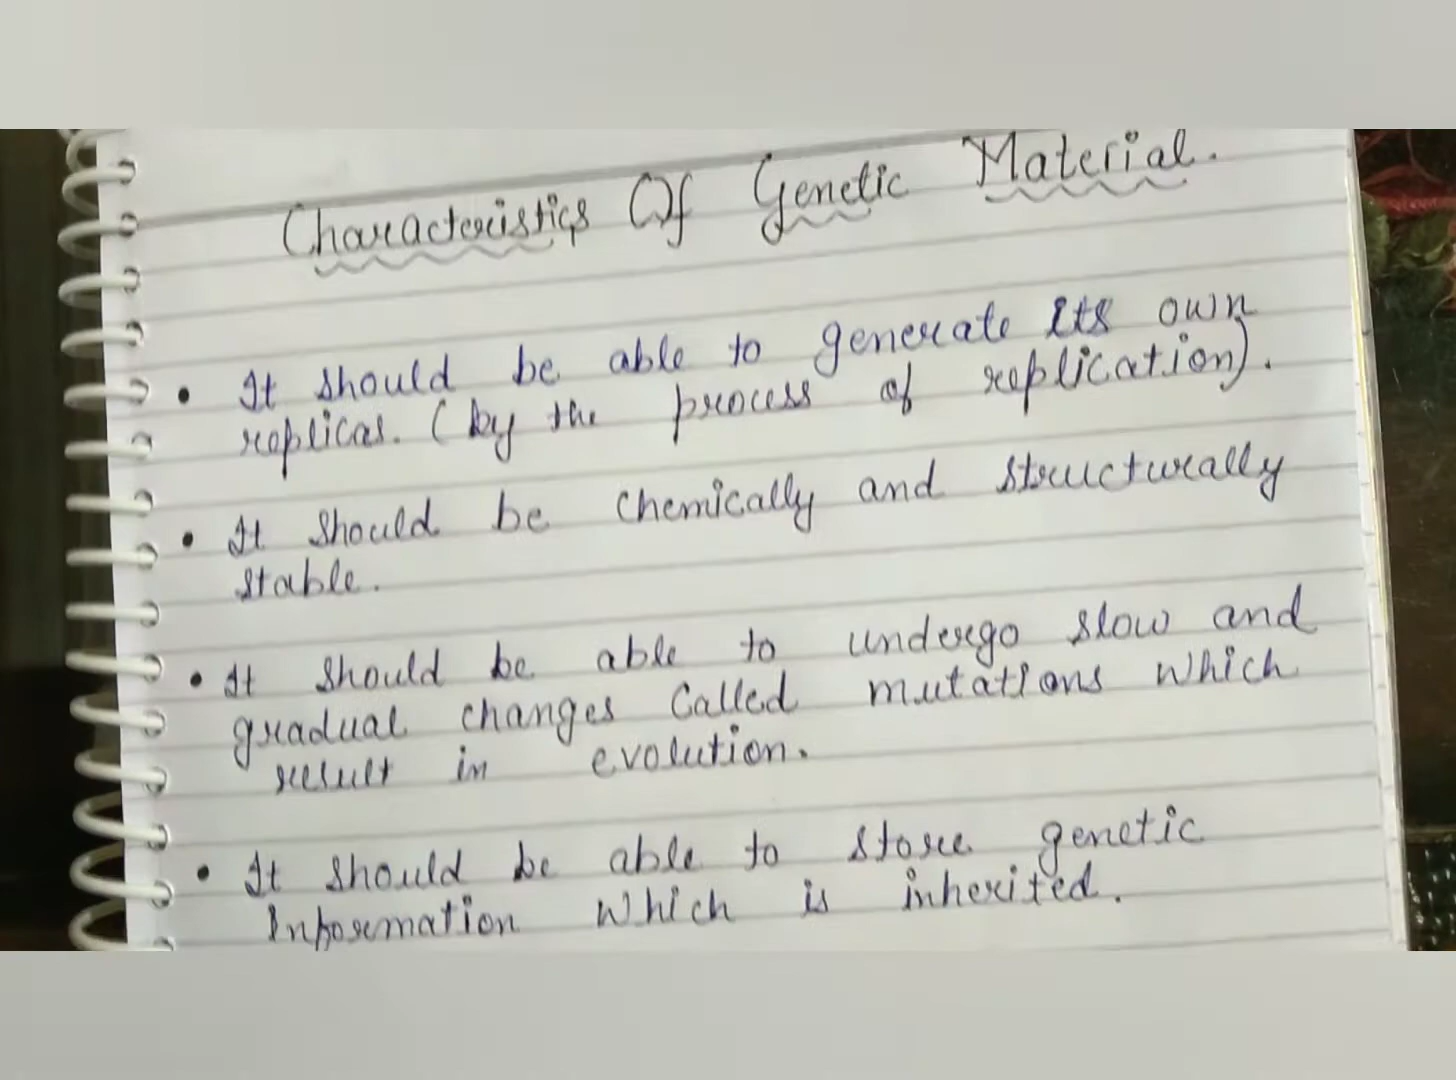 Characteristics Of Genetic Material.
• It should be able to generate its own
replicas. (by the process of replication).
• It should be chemically and structurally
stable.
• It should be able to undergo slow and
gradual changes called mutations which
result in evolution.
• It should be able to store genetic
Information which is inherited.